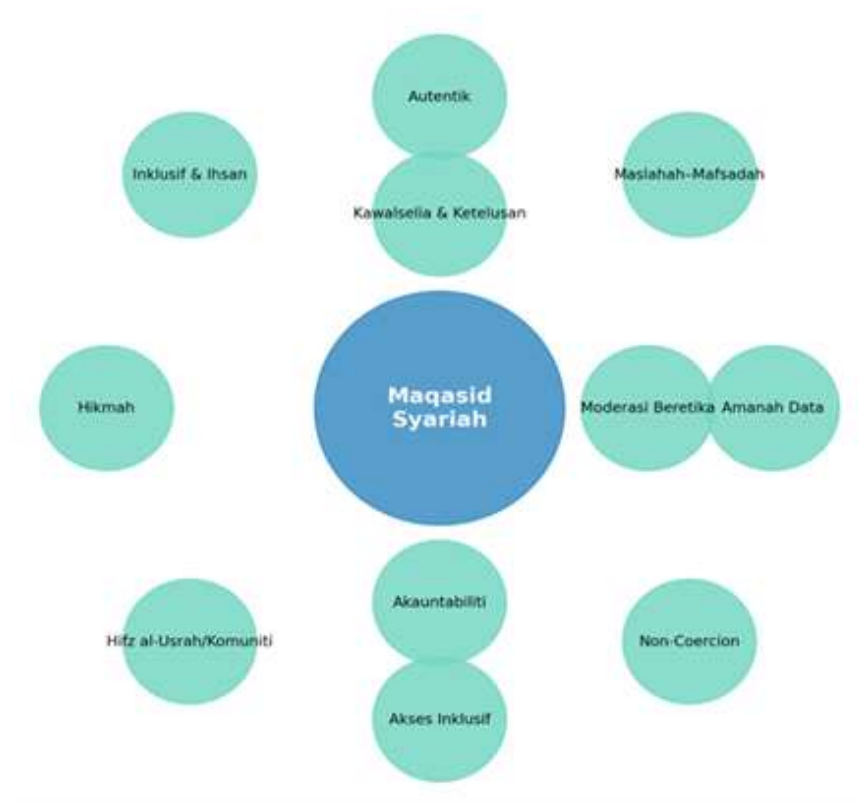 Autentik
Inklusif & Ihsan
Maslahah–Mafsadah
Kawalselia & Ketelusan
Maqasid
Syariah
Hikmah
Moderasi Beretika
Amanah Data
Akauntabiliti
Hifz al-Usrah/Komuniti
Non-Coercion
Akses Inklusif